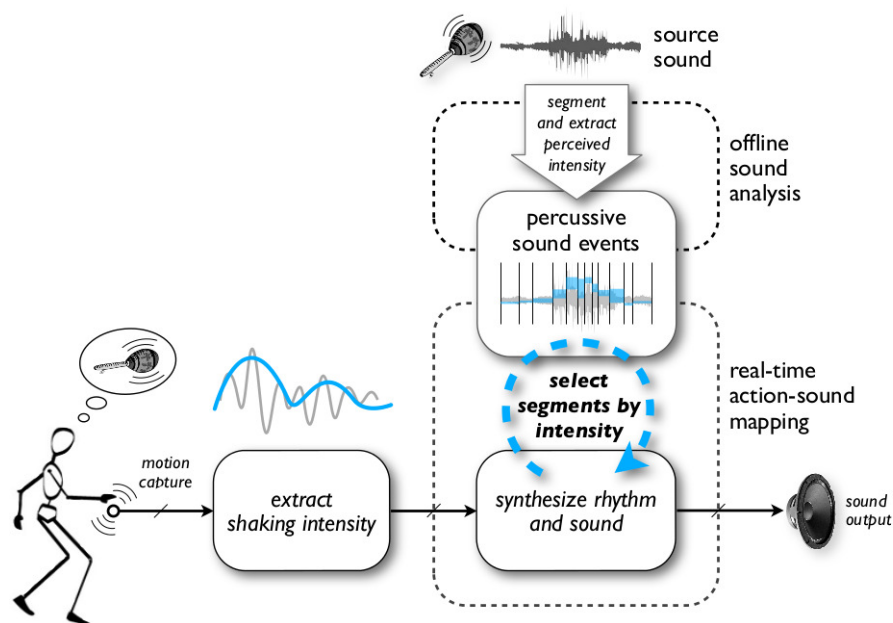 source
sound
segment
and extract
perceived
intensity
offline
sound
analysis
percussive
sound events
select
segments by
intensity
real-time
action-sound
mapping
motion
capture
extract
shaking intensity
synthesize rhythm
and sound
sound
output